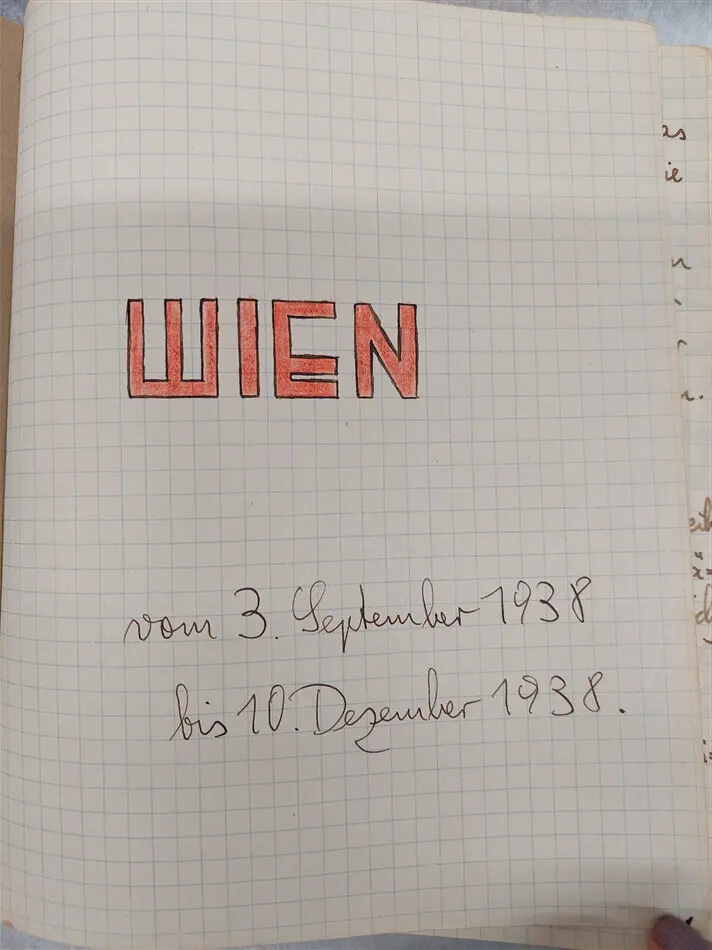 WIEN
vom 3. September 1938
bis 10. Dezember 1938.